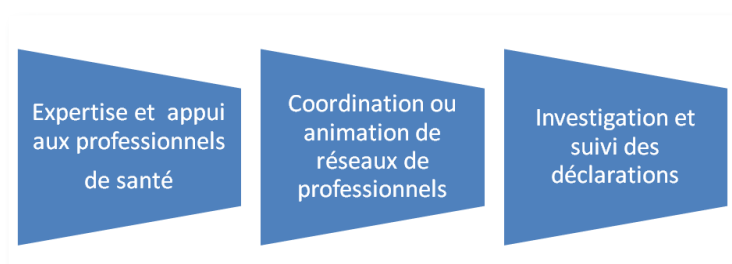 Expertise et appui
aux professionnels
de santé
Coordination ou
animation de
réseaux de
professionnels
Investigation et
suivi des
déclarations